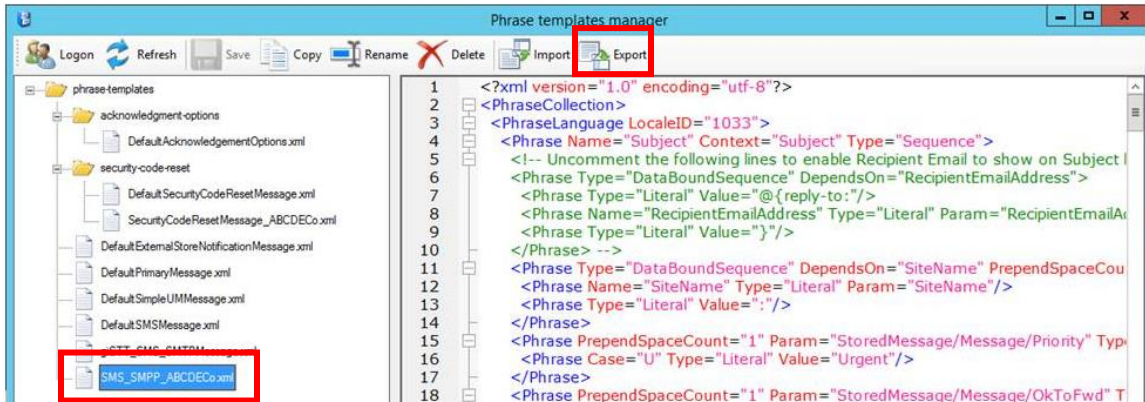 Phrase templates manager
Logon Refresh Save Copy Rename Delete Import Export
phrase-templates
acknowledgment-options
DefaultAcknowledgementOptions.xml
security-code-reset
DefaultSecurityCodeResetMessage.xml
SecurityCodeResetMessage_ABCDECo.xml
DefaultExternalStoreNotificationMessage.xml
DefaultPrimaryMessage.xml
DefaultSimpleUMMessage.xml
DefaultSMSMessage.xml
SMS_SMPP_ABCDECo.xml
1 <?xml version="1.0" encoding="utf-8"?>
2 <PhraseCollection>
3 <PhraseLanguage LocaleID="1033">
4 <Phrase Name="Subject" Context="Subject" Type="Sequence">
5 <!-- Uncomment the following lines to enable Recipient Email to show on Subject
6 <Phrase Type="DataBoundSequence" DependsOn="RecipientEmailAddress">
7 <Phrase Type="Literal" Value="@{reply-to:"/>
8 <Phrase Name="RecipientEmailAddress" Type="Literal" Param="RecipientEmailA
9 <Phrase Type="Literal" Value="}"/>
10 </Phrase> -->
11 <Phrase Type="DataBoundSequence" DependsOn="SiteName" PrependSpaceCou
12 <Phrase Name="SiteName" Type="Literal" Param="SiteName"/>
13 <Phrase Type="Literal" Value=":"/>
14 </Phrase>
15 <Phrase PrependSpaceCount="1" Param="StoredMessage/Message/Priority" Typ
16 <Phrase Case="U" Type="Literal" Value="Urgent"/>
17 </Phrase>
18 <Phrase PrependSpaceCount="1" Param="StoredMessage/Message/OkToFwd" T